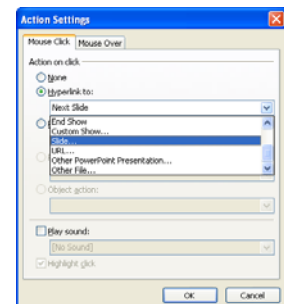 Action Settings
Mouse Click Mouse Over
Action on click
None
Hyperlink to:
Next Slide
End Show
Custom Show...
Slide...
URL...
Other PowerPoint Presentation...
Other File...
Object action:
Play sound:
[No Sound]
Highlight click
OK Cancel